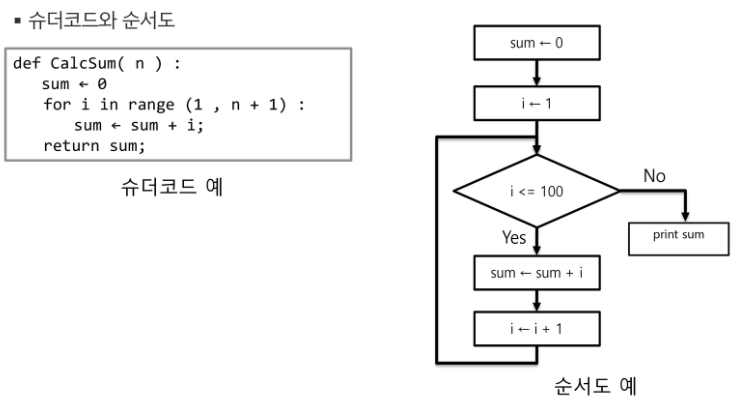 ▪ 슈더코드와 순서도
def CalcSum( n ) :
sum ← 0
for i in range (1 , n + 1) :
sum ← sum + i;
return sum;
슈더코드 예
sum ← 0
i ← 1
i <= 100
No
print sum
Yes
sum ← sum + i
i ← i + 1
순서도 예